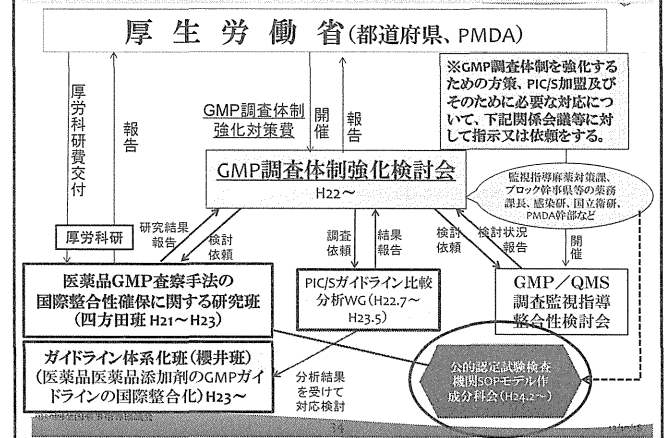 厚生労働省(都道府県、PMDA)
※GMP調査体制を強化する
ための方策、PIC/S加盟及び
そのために必要な対応につ
いて、下記関係会議等に対
して指示又は依頼をする。
厚労科研費交付
報告
GMP調査体制
強化対策費
開催
報告
GMP調査体制強化検討会
H22~
監視指導麻薬対策課、
ブロック幹事県等の薬務
課長、感染研、国立衛研、
PMDA幹部など
厚労科研
研究結果
報告
検討
依頼
調査
依頼
結果
報告
検討
依頼
検討状況
報告
開催
医薬品GMP査察手法の
国際整合性確保に関する研究班
(四方田班 H21~H23)
PIC/Sガイドライン比較
分析WG(H22.7~
H23.5)
GMP/QMS
調査監視指導
整合性検討会
ガイドライン体系化班(櫻井班)
(医薬品医薬品添加剤のGMPガイ
ドラインの国際整合化)H23~
分析結果
を受けて
対応検討
公的認定試験検査
機関SOPモデル作
成分科会(H24.2~)
34